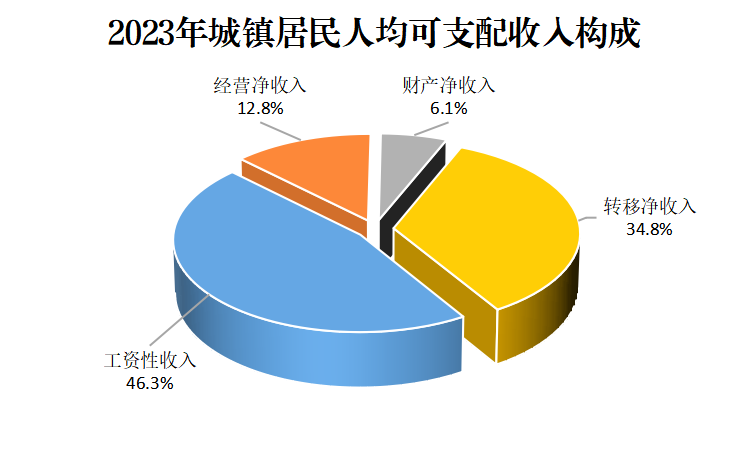 2023年城镇居民人均可支配收入构成
经营净收入
12.8%
财产净收入
6.1%
转移净收入
34.8%
工资性收入
46.3%